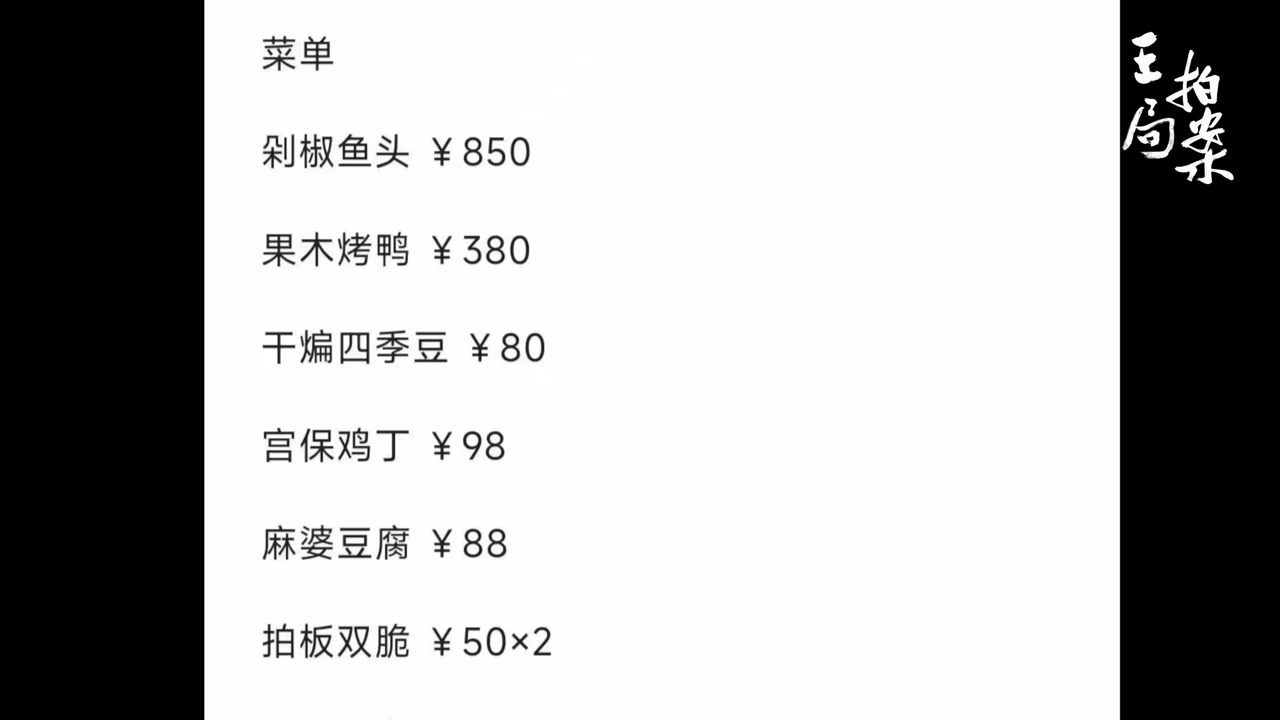 菜单
剁椒鱼头 ￥850
果木烤鸭 ￥380
干煸四季豆 ￥80
宫保鸡丁 ￥98
麻婆豆腐 ￥88
拍板双脆 ￥50×2
王局拍案